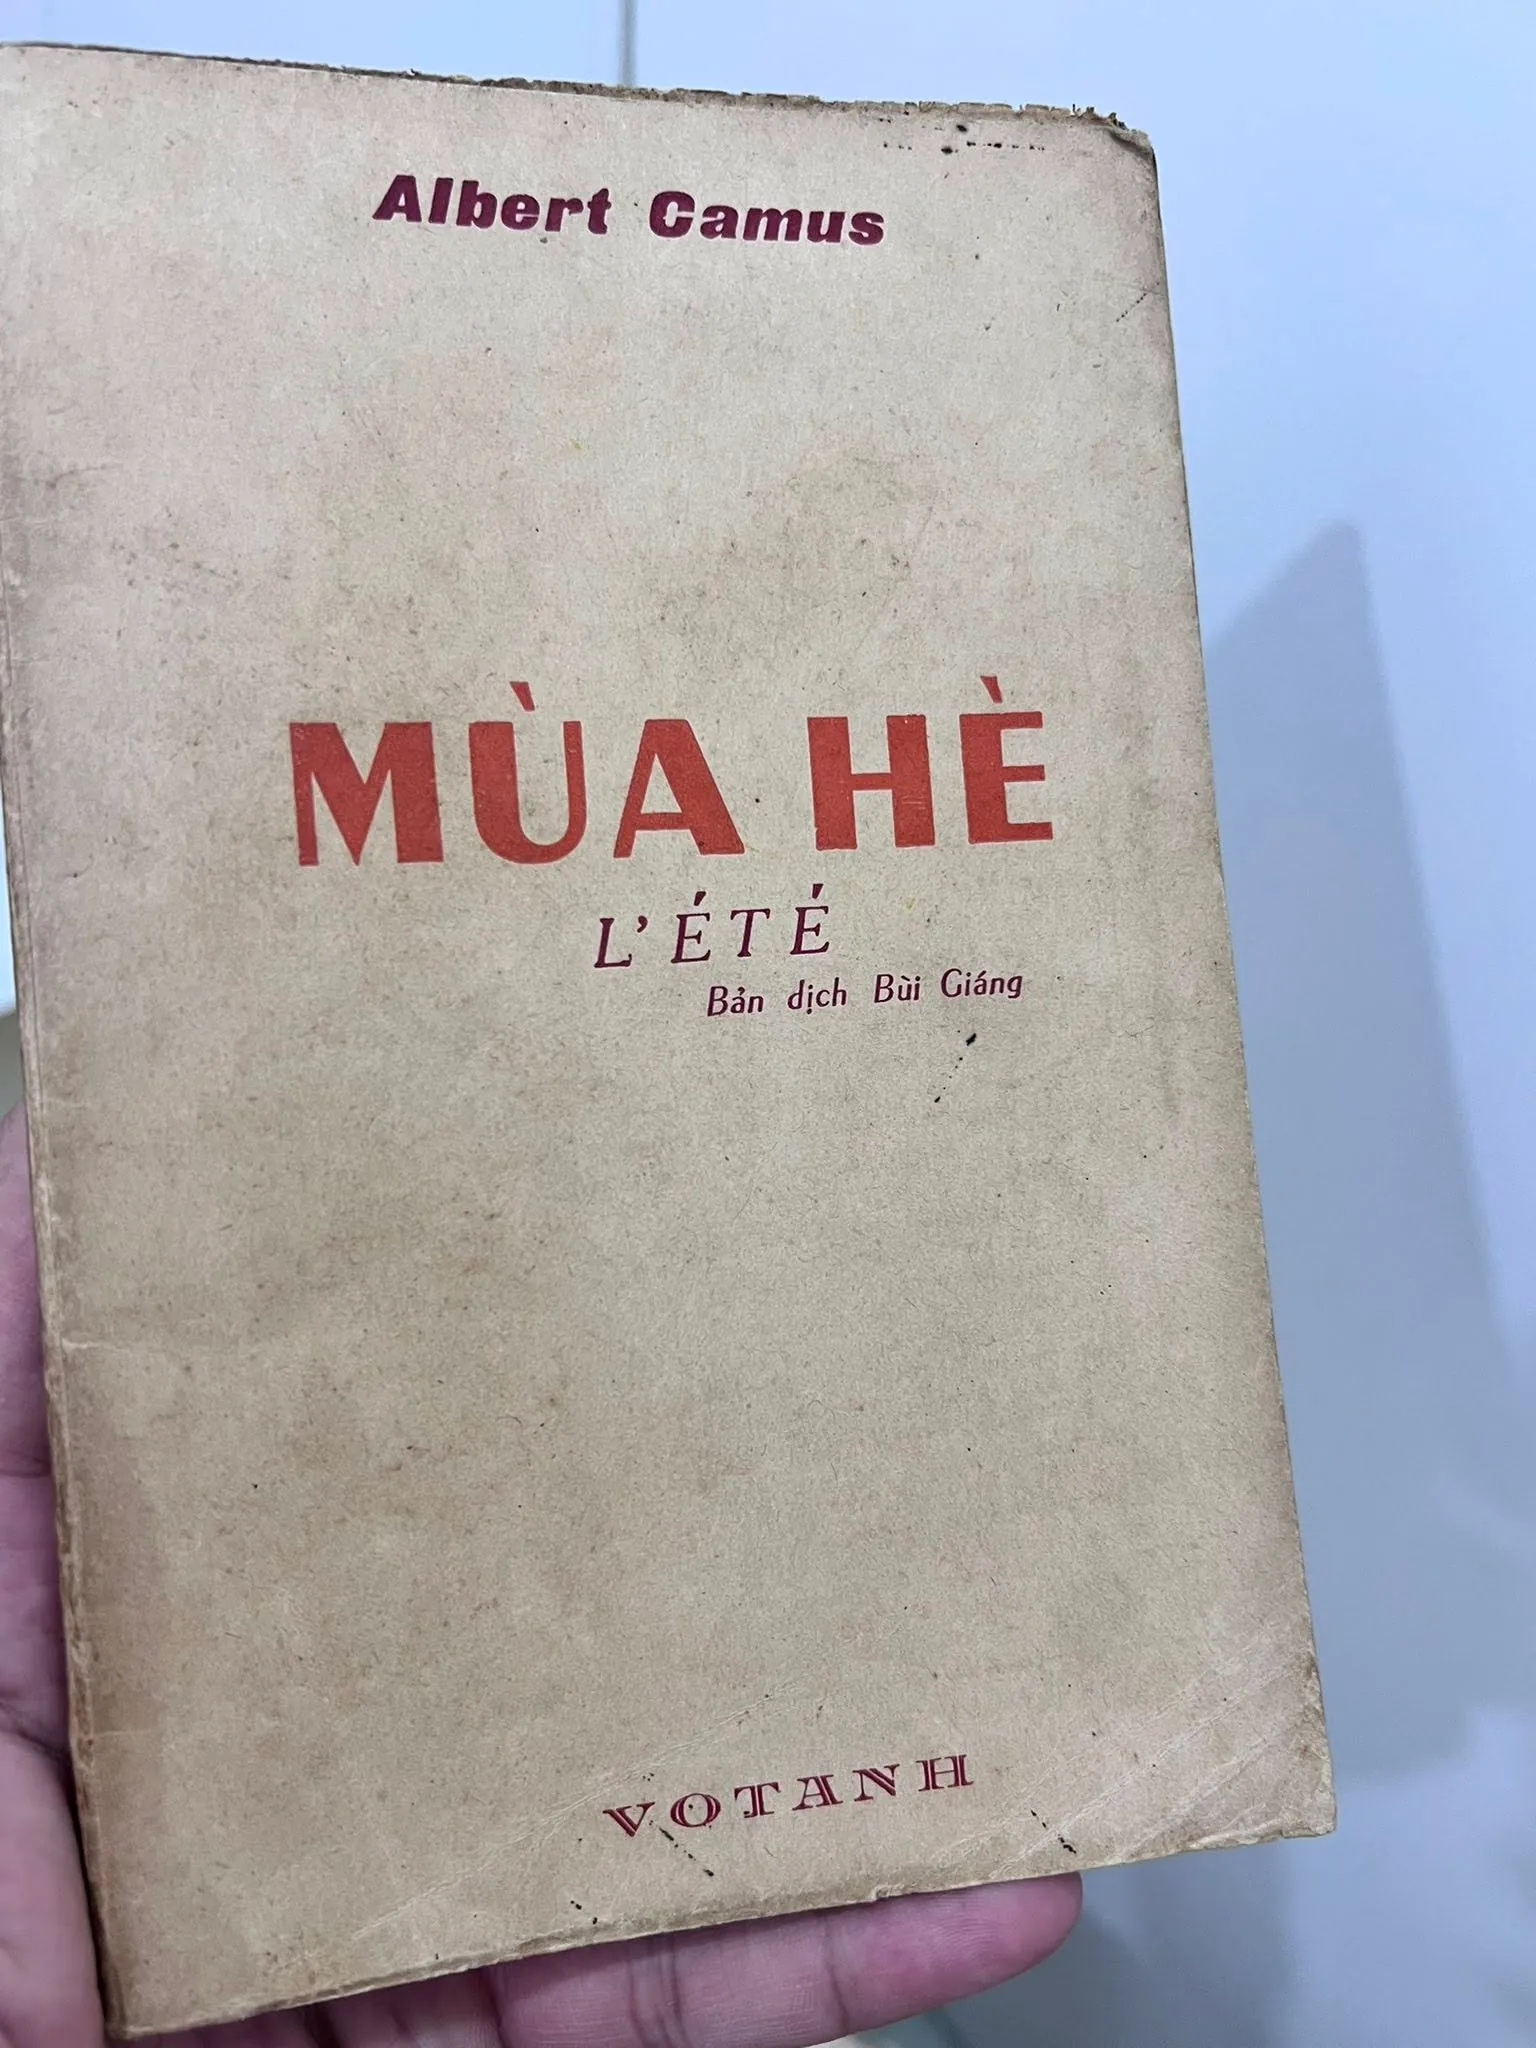 Albert Camus
MÙA HÈ
L'ÉTÉ
Bản dịch Bùi Giáng
VOTANH